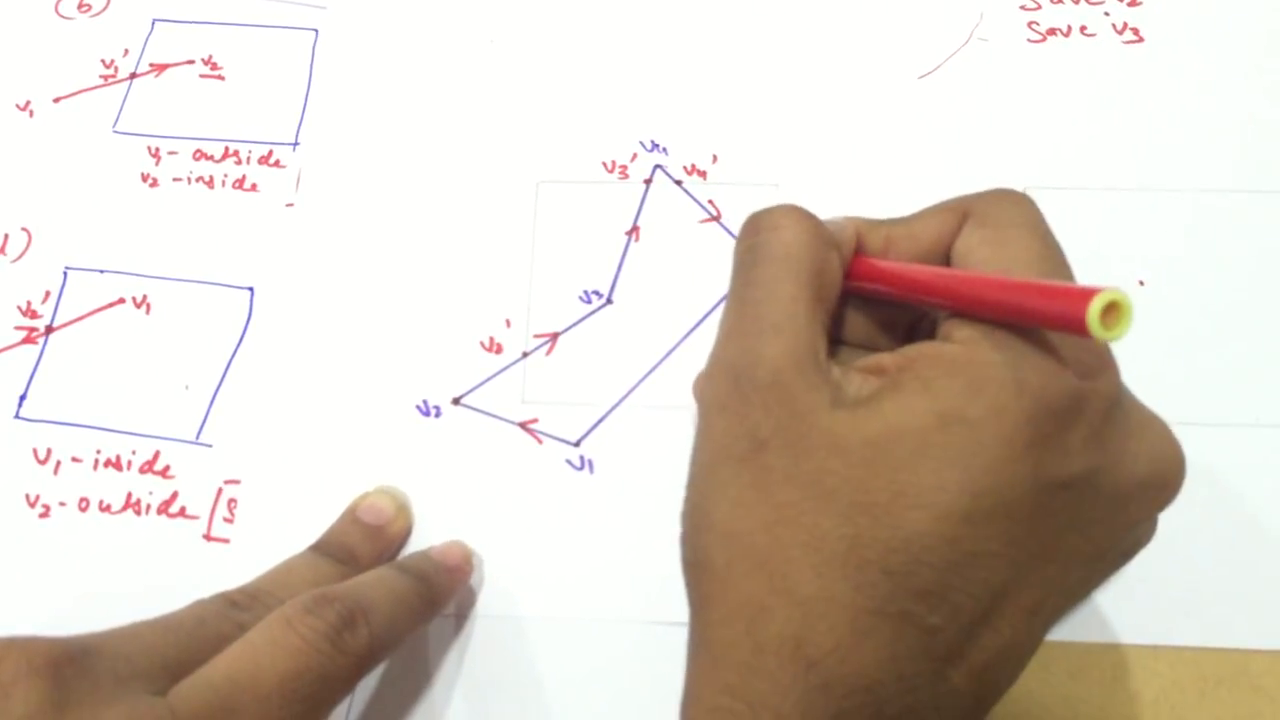 (b)
save v3
v1'
v2
v1
v1 - outside
v2 - inside
v3'
v4
v4'
v2'
v1
v3
v2'
v2
v1
v1 - inside
v2 - outside [s